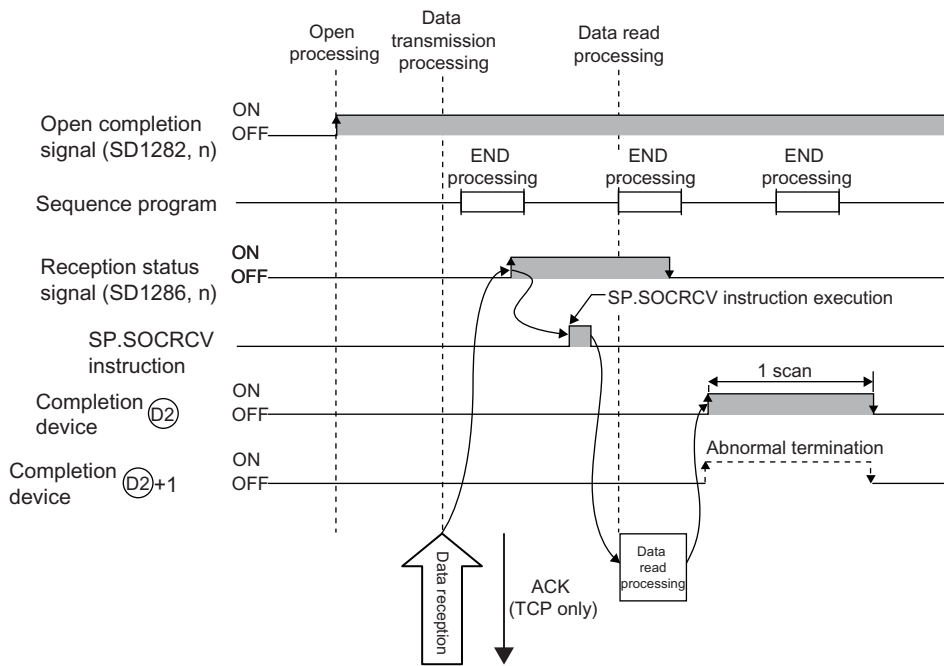 Open
processing
Data
transmission
processing
Data read
processing
Open completion
signal (SD1282, n)
ON
OFF
END
processing
END
processing
END
processing
Sequence program
Reception status
signal (SD1286, n)
ON
OFF
SP.SOCRCV instruction execution
SP.SOCRCV
instruction
1 scan
Completion
device D2
ON
OFF
Abnormal termination
Completion
device D2+1
ON
OFF
Data reception
ACK
(TCP only)
Data
read
processing